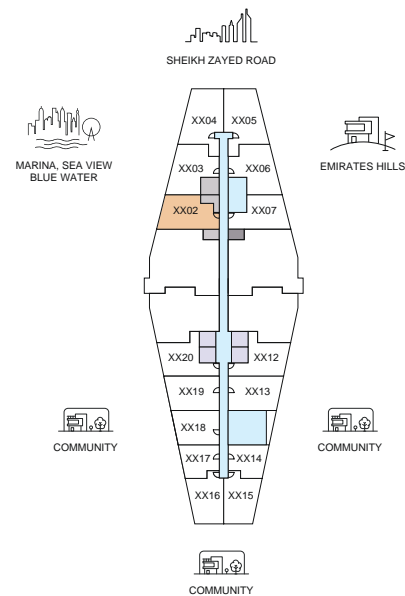 SHEIKH ZAYED ROAD
XX04 XX05
MARINA, SEA VIEW
BLUE WATER
EMIRATES HILLS
XX03 XX06
XX02 XX07
XX20 XX12
XX19 XX13
XX18
COMMUNITY
COMMUNITY
XX17 XX14
XX16 XX15
COMMUNITY